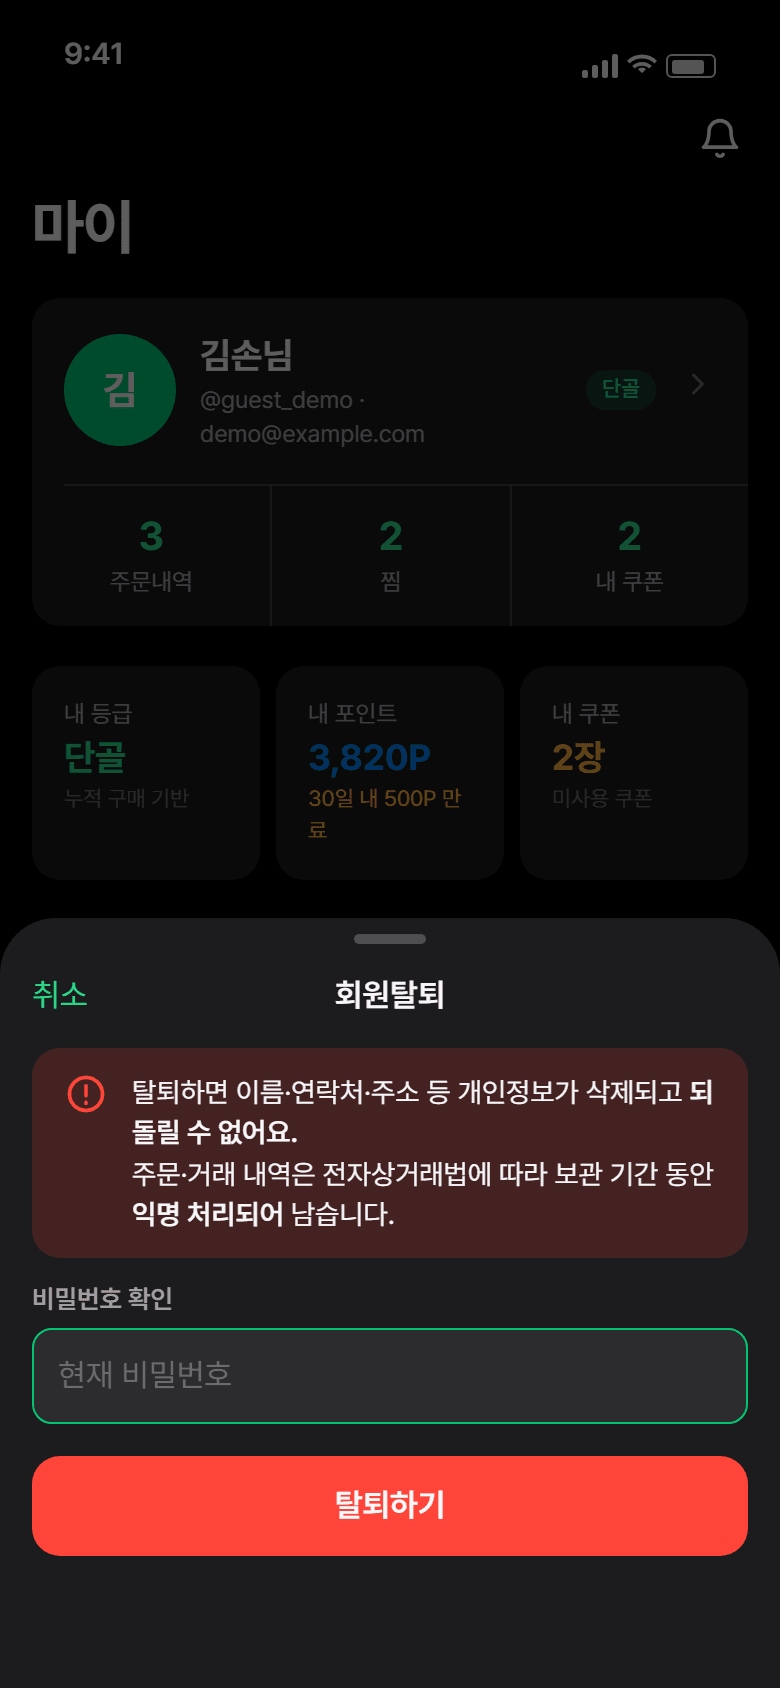 9:41
마이
김
김손님
@guest_demo ·
demo@example.com
단골
3
주문내역
2
찜
2
내 쿠폰
내 등급
단골
누적 구매 기반
내 포인트
3,820P
30일 내 500P 만
료
내 쿠폰
2장
미사용 쿠폰
취소
회원탈퇴
탈퇴하면 이름·연락처·주소 등 개인정보가 삭제되고 되
돌릴 수 없어요.
주문·거래 내역은 전자상거래법에 따라 보관 기간 동안
익명 처리되어 남습니다.
비밀번호 확인
현재 비밀번호
탈퇴하기